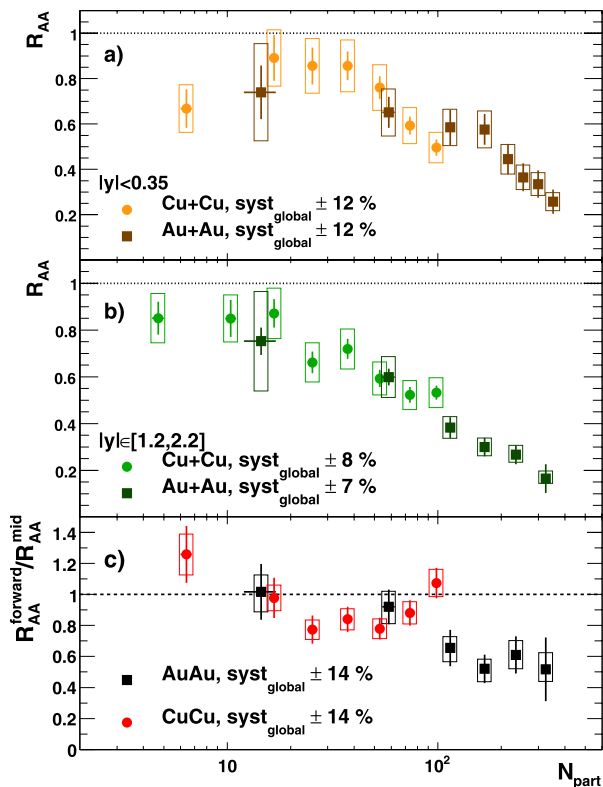 R_AA
1
0.8
0.6
0.4
0.2
a)
|y|<0.35
Cu+Cu, syst_global ± 12 %
Au+Au, syst_global ± 12 %
R_AA
1
0.8
0.6
0.4
0.2
b)
|y|∈[1.2,2.2]
Cu+Cu, syst_global ± 8 %
Au+Au, syst_global ± 7 %
R_AA^forward/R_AA^mid
1.4
1.2
1
0.8
0.6
0.4
0.2
0
c)
AuAu, syst_global ± 14 %
CuCu, syst_global ± 14 %
10
10^2
N_part